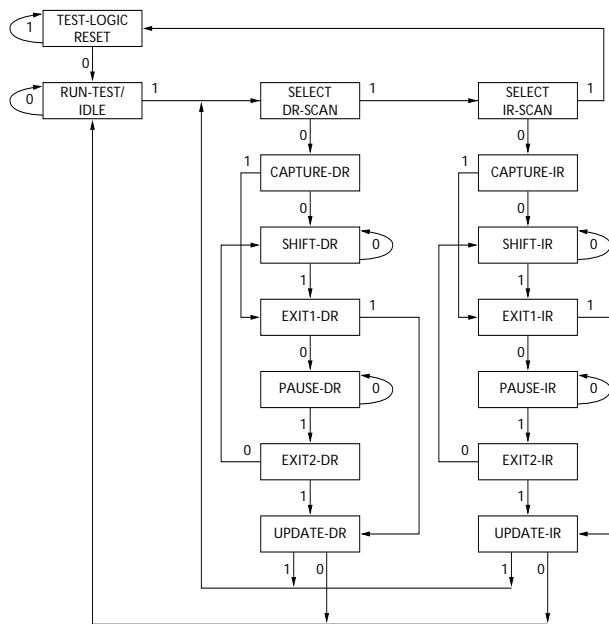 TEST-LOGIC
RESET
1
0
RUN-TEST/
IDLE
0
1
SELECT
DR-SCAN
1
SELECT
IR-SCAN
1
0
0
1
CAPTURE-DR
1
CAPTURE-IR
0
0
SHIFT-DR
0
SHIFT-IR
0
1
1
EXIT1-DR
1
EXIT1-IR
1
0
0
PAUSE-DR
0
PAUSE-IR
0
1
1
0
EXIT2-DR
0
EXIT2-IR
1
1
UPDATE-DR
UPDATE-IR
1
0
1
0